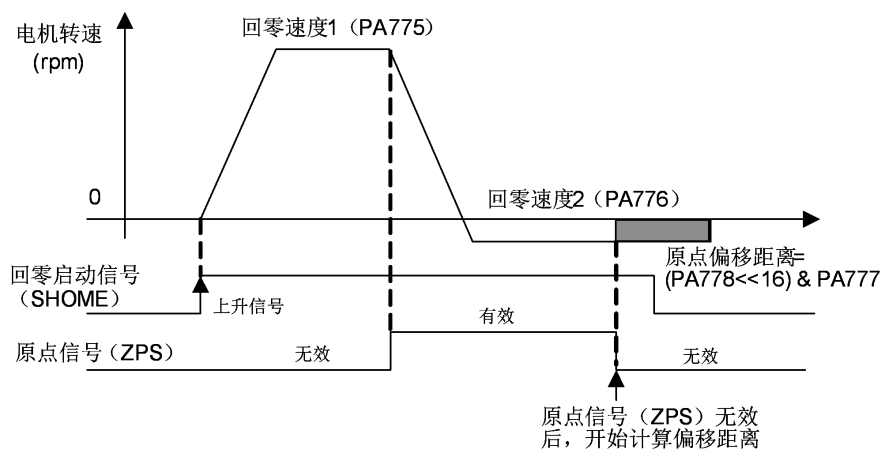 电机转速
(rpm)
回零速度1（PA775）
0
回零速度2（PA776）
原点偏移距离=
(PA778<<16) & PA777
回零启动信号
（SHOME）
上升信号
有效
原点信号（ZPS）
无效
无效
原点信号（ZPS）无效
后，开始计算偏移距离